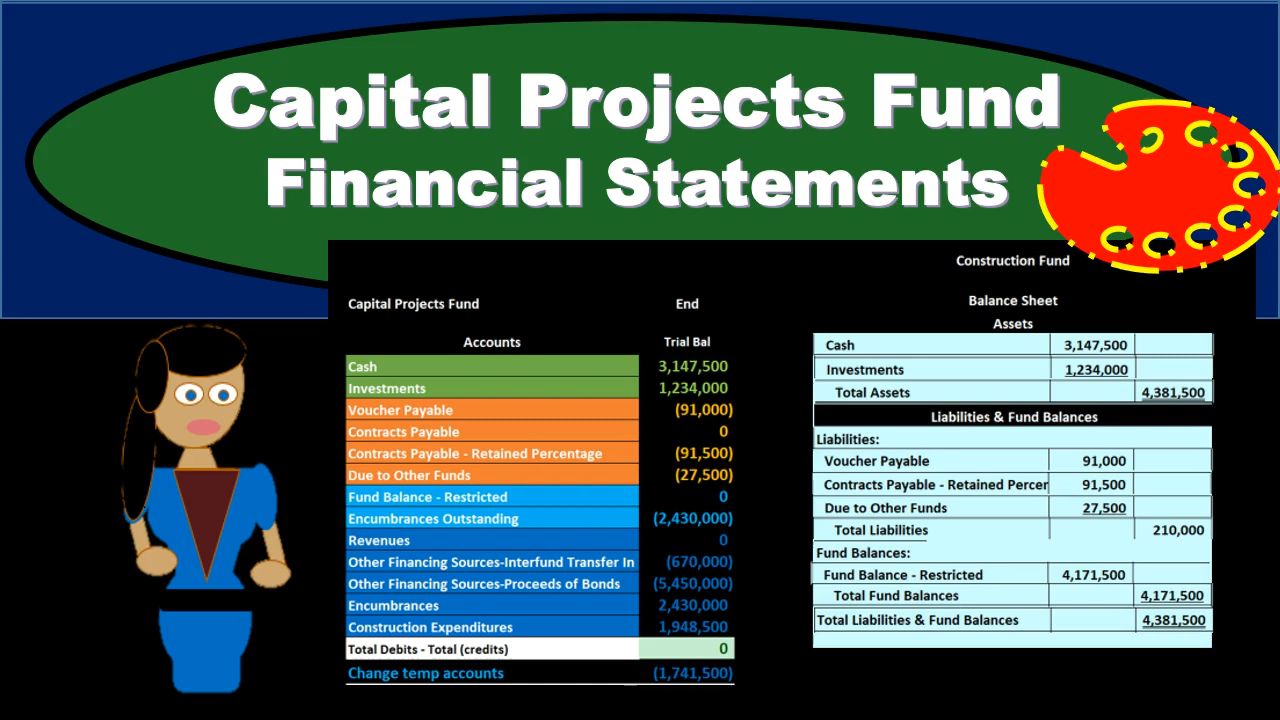 Capital Projects Fund
Financial Statements
Capital Projects Fund End
Accounts Trial Bal
Cash 3,147,500
Investments 1,234,000
Voucher Payable (91,000)
Contracts Payable 0
Contracts Payable - Retained Percentage (91,500)
Due to Other Funds (27,500)
Fund Balance - Restricted 0
Encumbrances Outstanding (2,430,000)
Revenues 0
Other Financing Sources-Interfund Transfer In (670,000)
Other Financing Sources-Proceeds of Bonds (5,450,000)
Encumbrances 2,430,000
Construction Expenditures 1,948,500
Total Debits - Total (credits) 0
Change temp accounts (1,741,500)
Construction Fund
Balance Sheet
Assets
Cash 3,147,500
Investments 1,234,000
Total Assets 4,381,500
Liabilities & Fund Balances
Liabilities:
Voucher Payable 91,000
Contracts Payable - Retained Percer 91,500
Due to Other Funds 27,500
Total Liabilities 210,000
Fund Balances:
Fund Balance - Restricted 4,171,500
Total Fund Balances 4,171,500
Total Liabilities & Fund Balances 4,381,500